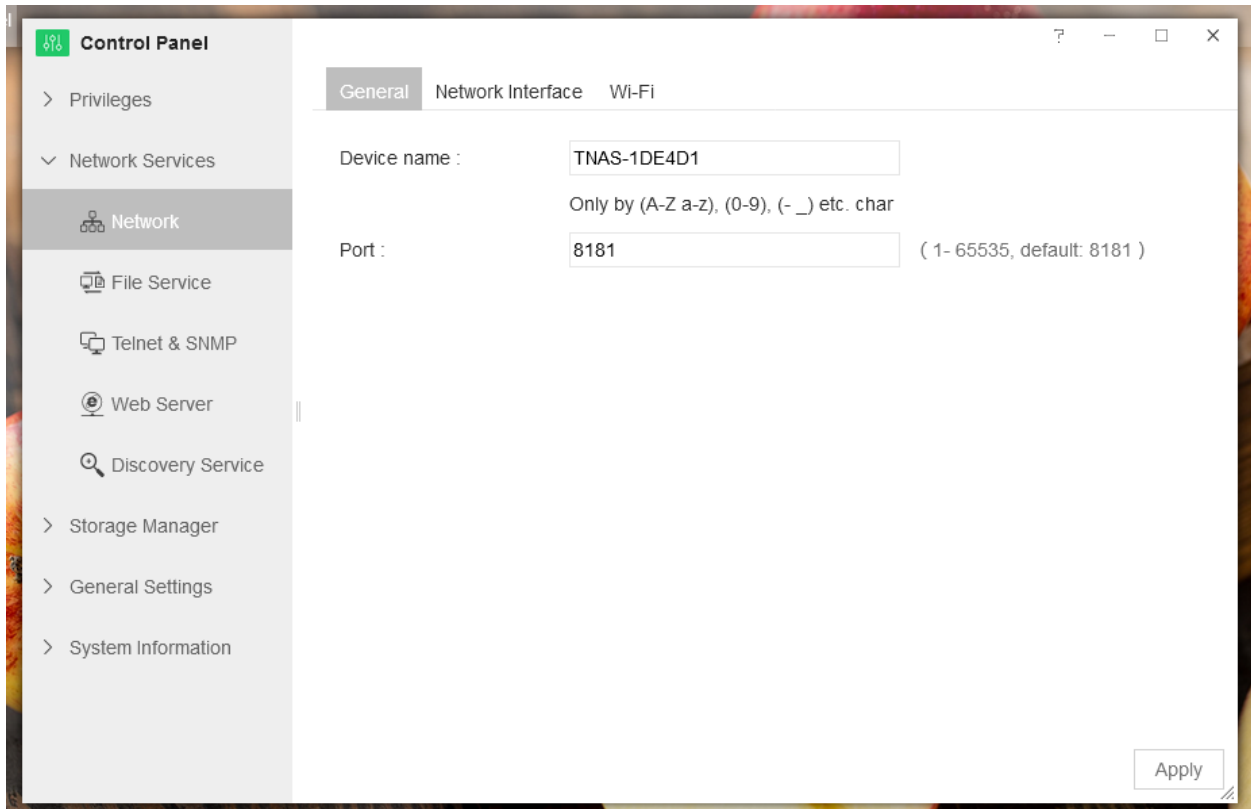 Control Panel
Privileges
Network Services
Network
File Service
Telnet & SNMP
Web Server
Discovery Service
Storage Manager
General Settings
System Information
General Network Interface Wi-Fi
Device name : TNAS-1DE4D1
Only by (A-Z a-z), (0-9), (- _) etc. char
Port : 8181 ( 1- 65535, default: 8181 )
Apply